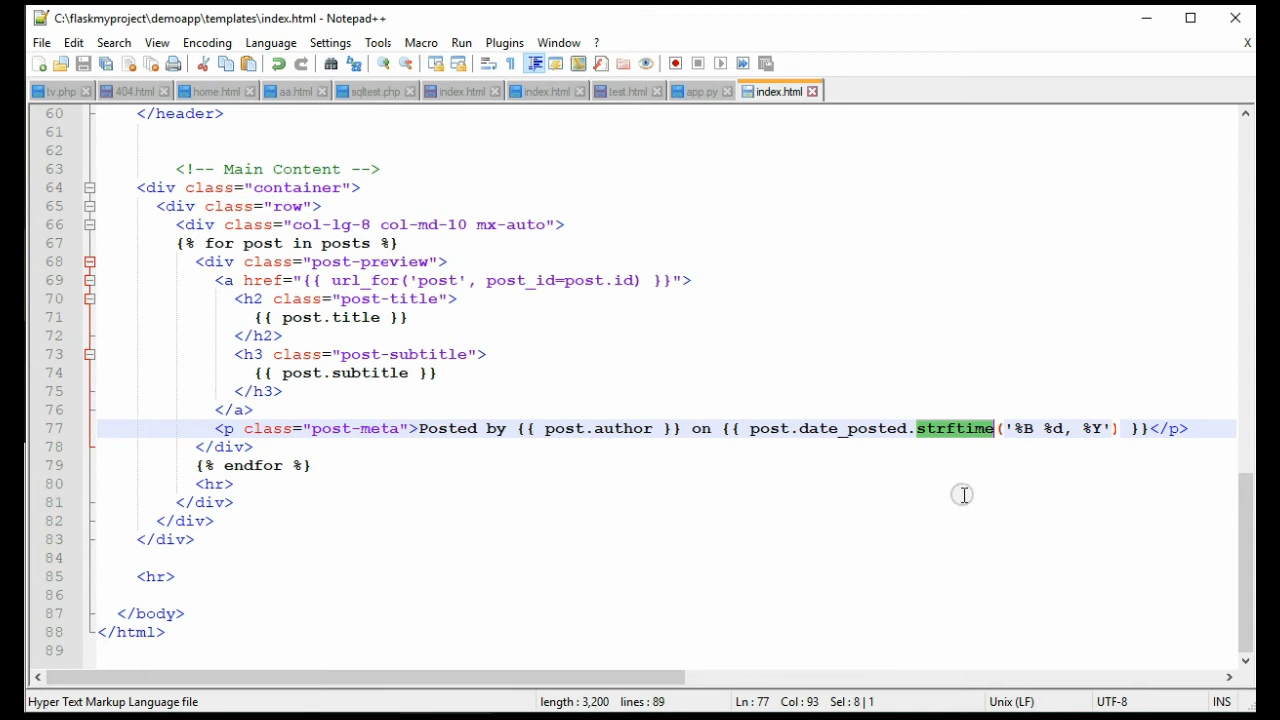 C:\flaskmyproject\demoapp\templates\index.html - Notepad++
File Edit Search View Encoding Language Settings Tools Macro Run Plugins Window ? X
tv.php 404.html home.html aa.html sqltest.php index.html index.html test.html app.py index.html
60 </header>
61
62
63 <!-- Main Content -->
64 <div class="container">
65 <div class="row">
66 <div class="col-lg-8 col-md-10 mx-auto">
67 {% for post in posts %}
68 <div class="post-preview">
69 <a href="{{ url_for('post', post_id=post.id) }}">
70 <h2 class="post-title">
71 {{ post.title }}
72 </h2>
73 <h3 class="post-subtitle">
74 {{ post.subtitle }}
75 </h3>
76 </a>
77 <p class="post-meta">Posted by {{ post.author }} on {{ post.date_posted.strftime('%B %d, %Y') }}</p>
78 </div>
79 {% endfor %}
80 <hr>
81 </div>
82 </div>
83 </div>
84
85 <hr>
86
87 </body>
88 </html>
89
Hyper Text Markup Language file length : 3,200 lines : 89 Ln : 77 Col : 93 Sel : 8 | 1 Unix (LF) UTF-8 INS